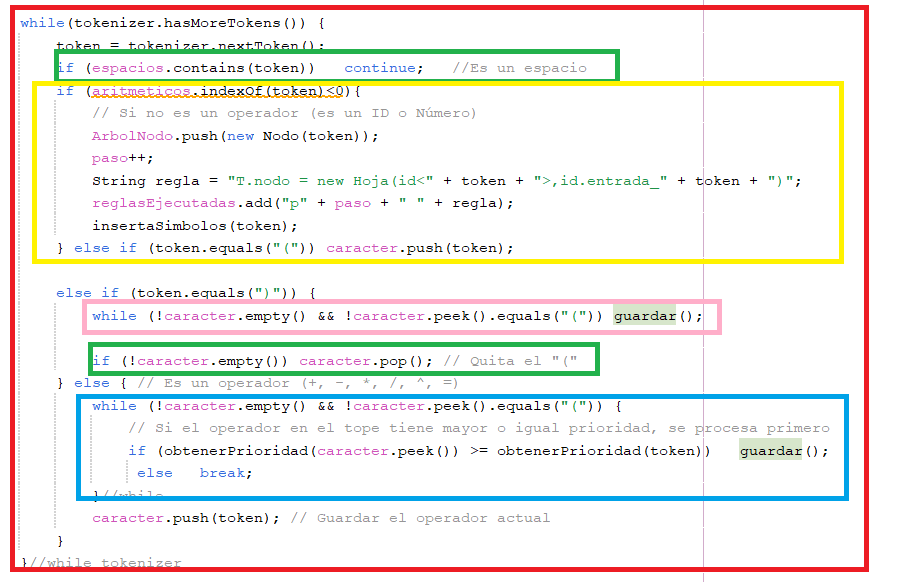 while(tokenizer.hasMoreTokens()) {
token = tokenizer.nextToken();
if (espacios.contains(token))   continue;   //Es un espacio
if (aritmeticos.indexOf(token)<0){
// Si no es un operador (es un ID o Número)
ArbolNodo.push(new Nodo(token));
paso++;
String regla = "T.nodo = new Hoja(id<" + token + ">,id.entrada_" + token + ")";
reglasEjecutadas.add("p" + paso + " " + regla);
insertaSimbolos(token);
} else if (token.equals("(")) caracter.push(token);
else if (token.equals(")")) {
while (!caracter.empty() && !caracter.peek().equals("(")) guardar();
if (!caracter.empty()) caracter.pop(); // Quita el "("
} else { // Es un operador (+, -, *, /, ^, =)
while (!caracter.empty() && !caracter.peek().equals("(")) {
// Si el operador en el tope tiene mayor o igual prioridad, se procesa primero
if (obtenerPrioridad(caracter.peek()) >= obtenerPrioridad(token))   guardar();
else   break;
}//while
caracter.push(token); // Guardar el operador actual
}
}//while tokenizer